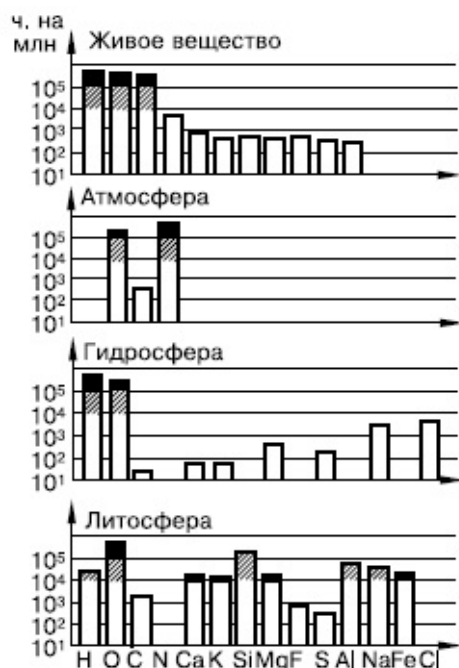 ч. на
млн
Живое вещество
10⁵
10⁴
10³
10²
10¹
Атмосфера
10⁵
10⁴
10³
10²
10¹
Гидросфера
10⁵
10⁴
10³
10²
10¹
Литосфера
10⁵
10⁴
10³
10²
10¹
H O C N Ca K Si Mg F S Al Na Fe Cl